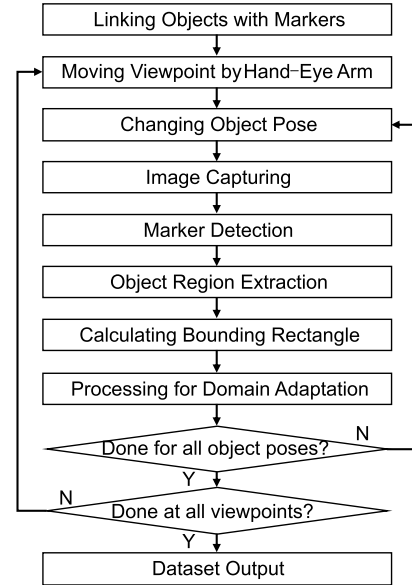 Linking Objects with Markers
Moving Viewpoint by Hand-Eye Arm
Changing Object Pose
Image Capturing
Marker Detection
Object Region Extraction
Calculating Bounding Rectangle
Processing for Domain Adaptation
Done for all object poses?
N
Y
N
Done at all viewpoints?
Y
Dataset Output